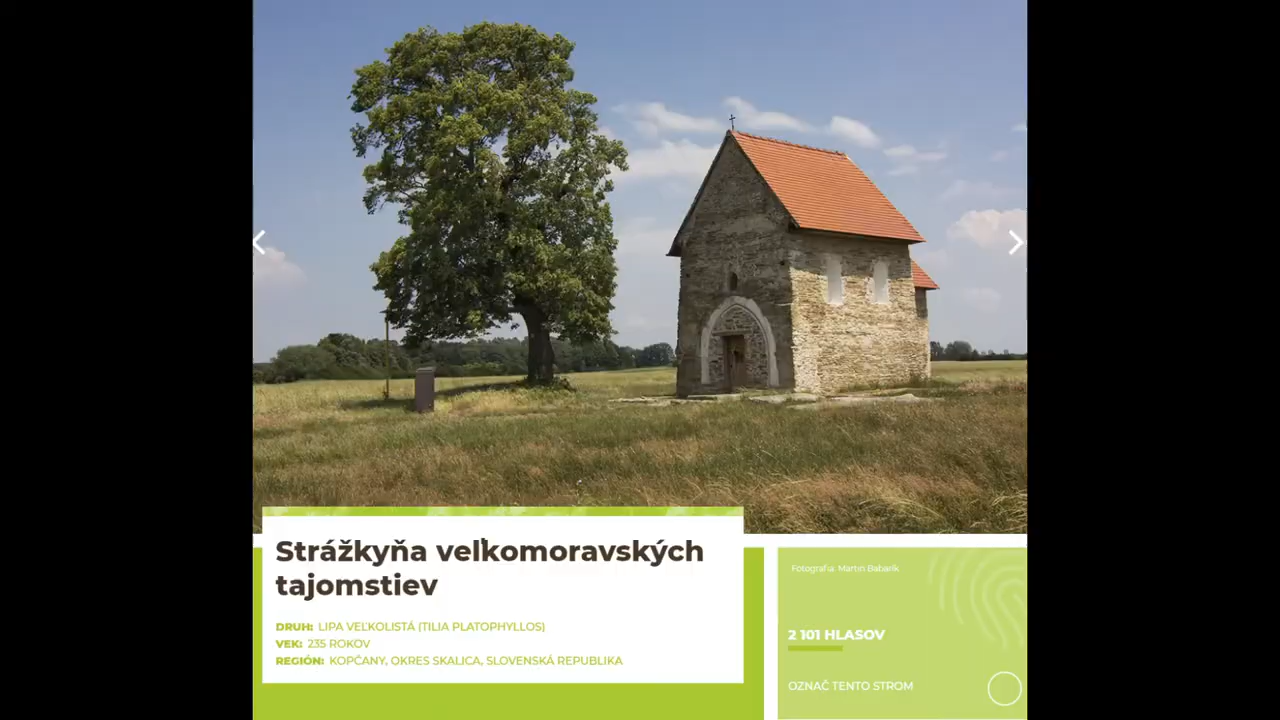 Strážkyňa veľkomoravských
tajomstiev
DRUH: LIPA VEĽKOLISTÁ (TILIA PLATOPHYLLOS)
VEK: 235 ROKOV
REGIÓN: KOPČANY, OKRES SKALICA, SLOVENSKÁ REPUBLIKA
Fotografia: Martin Babarík
2 101 HLASOV
OZNAČ TENTO STROM